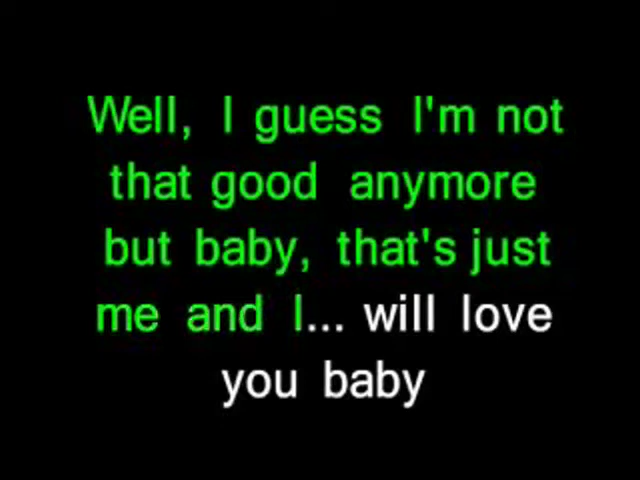 Well, I guess I'm not
that good anymore
but baby, that's just
me and I... will love
you baby